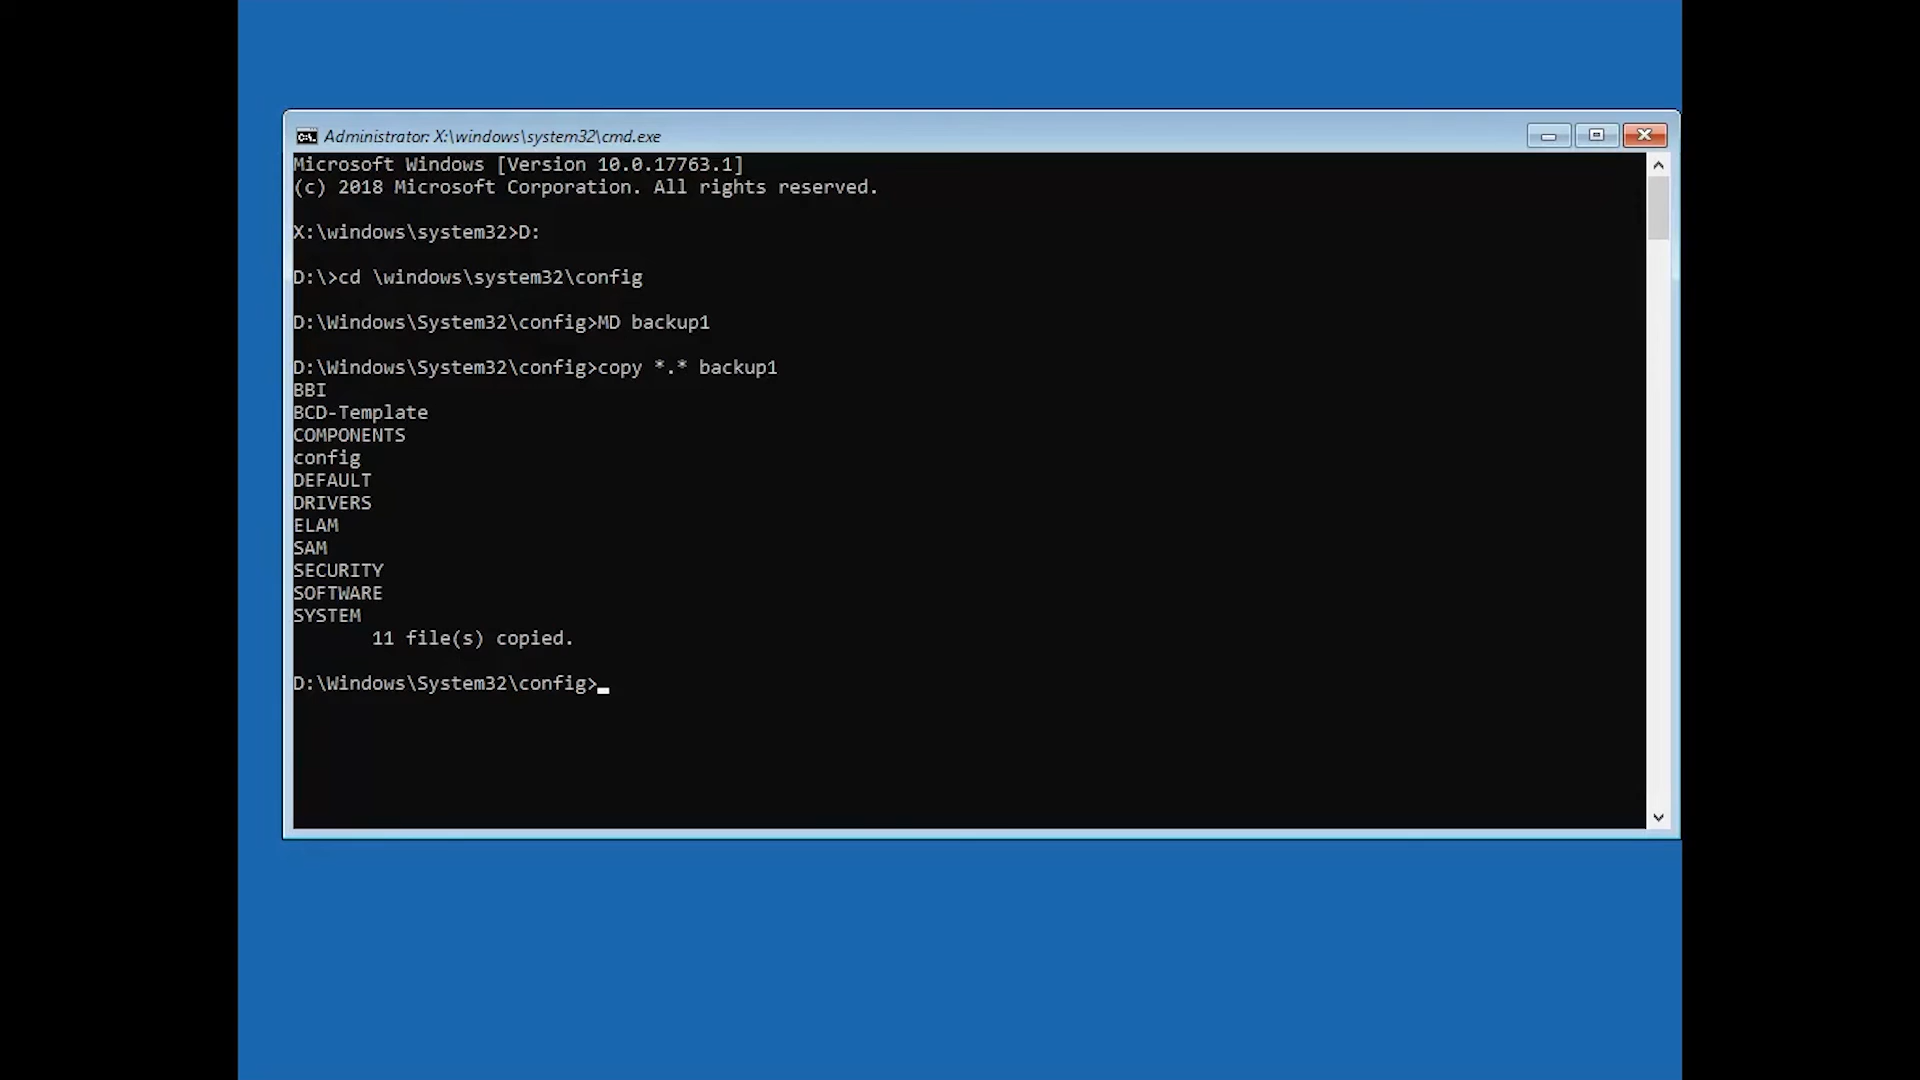 Administrator: X:\windows\system32\cmd.exe
Microsoft Windows [Version 10.0.17763.1]
(c) 2018 Microsoft Corporation. All rights reserved.
X:\windows\system32>D:
D:\>cd \windows\system32\config
D:\Windows\System32\config>MD backup1
D:\Windows\System32\config>copy *.* backup1
BBI
BCD-Template
COMPONENTS
config
DEFAULT
DRIVERS
ELAM
SAM
SECURITY
SOFTWARE
SYSTEM
11 file(s) copied.
D:\Windows\System32\config>